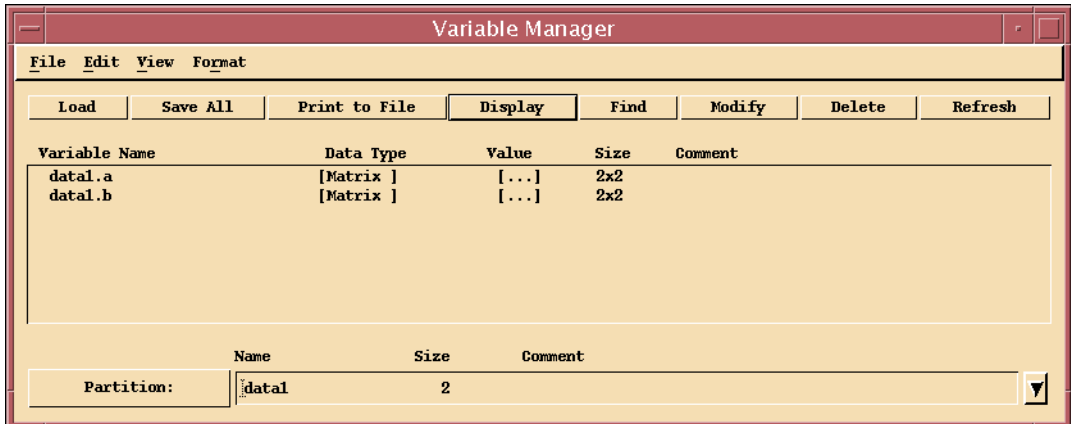 Variable Manager
File Edit View Format
Load Save All Print to File Display Find Modify Delete Refresh
Variable Name Data Type Value Size Comment
data1.a [Matrix ] [...] 2x2
data1.b [Matrix ] [...] 2x2
Name Size Comment
Partition: data1 2